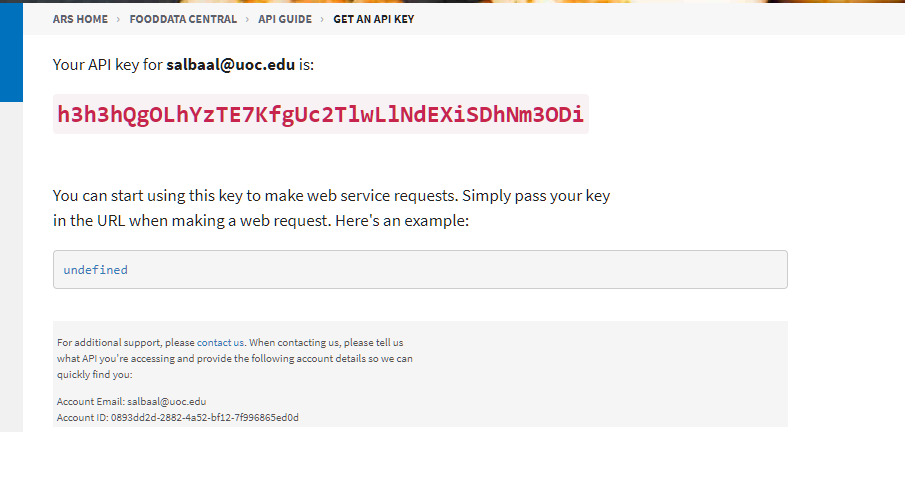 ARS HOME › FOODDATA CENTRAL › API GUIDE › GET AN API KEY
Your API key for salbaal@uoc.edu is:
h3h3hQgOLhYzTE7KfgUc2TlwLlNdEXiSDhNm3ODi
You can start using this key to make web service requests. Simply pass your key
in the URL when making a web request. Here's an example:
undefined
For additional support, please contact us. When contacting us, please tell us
what API you're accessing and provide the following account details so we can
quickly find you:
Account Email: salbaal@uoc.edu
Account ID: 0893dd2d-2882-4a52-bf12-7f996865ed0d